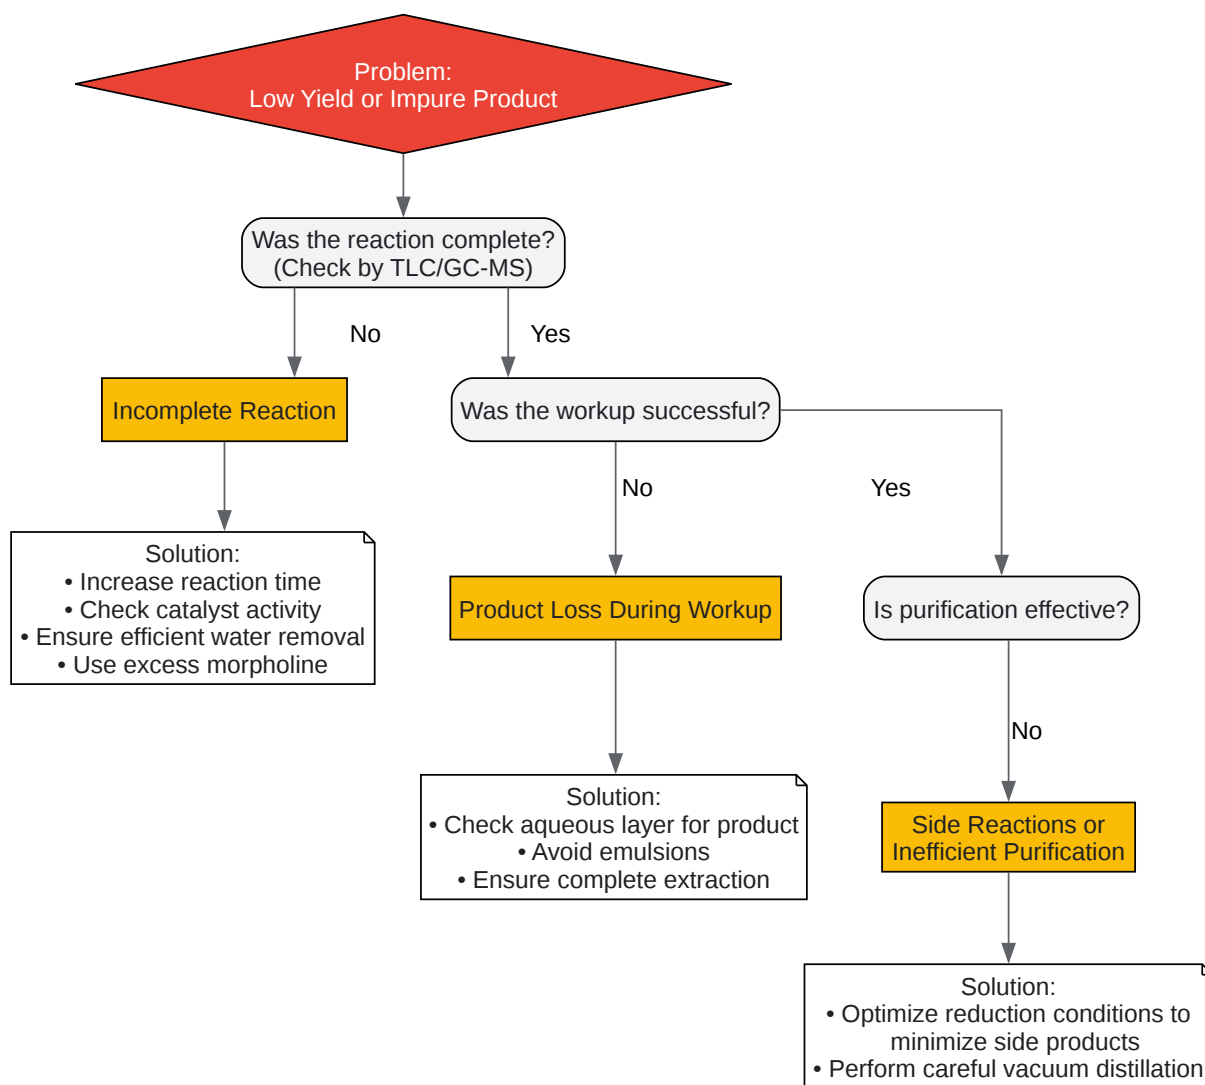 Problem:
Low Yield or Impure Product
Was the reaction complete?
(Check by TLC/GC-MS)
No
Yes
Incomplete Reaction
Was the workup successful?
No
Yes
Solution:
• Increase reaction time
• Check catalyst activity
• Ensure efficient water removal
• Use excess morpholine
Product Loss During Workup
Is purification effective?
No
Solution:
• Check aqueous layer for product
• Avoid emulsions
• Ensure complete extraction
Side Reactions or
Inefficient Purification
Solution:
• Optimize reduction conditions to
minimize side products
• Perform careful vacuum distillation